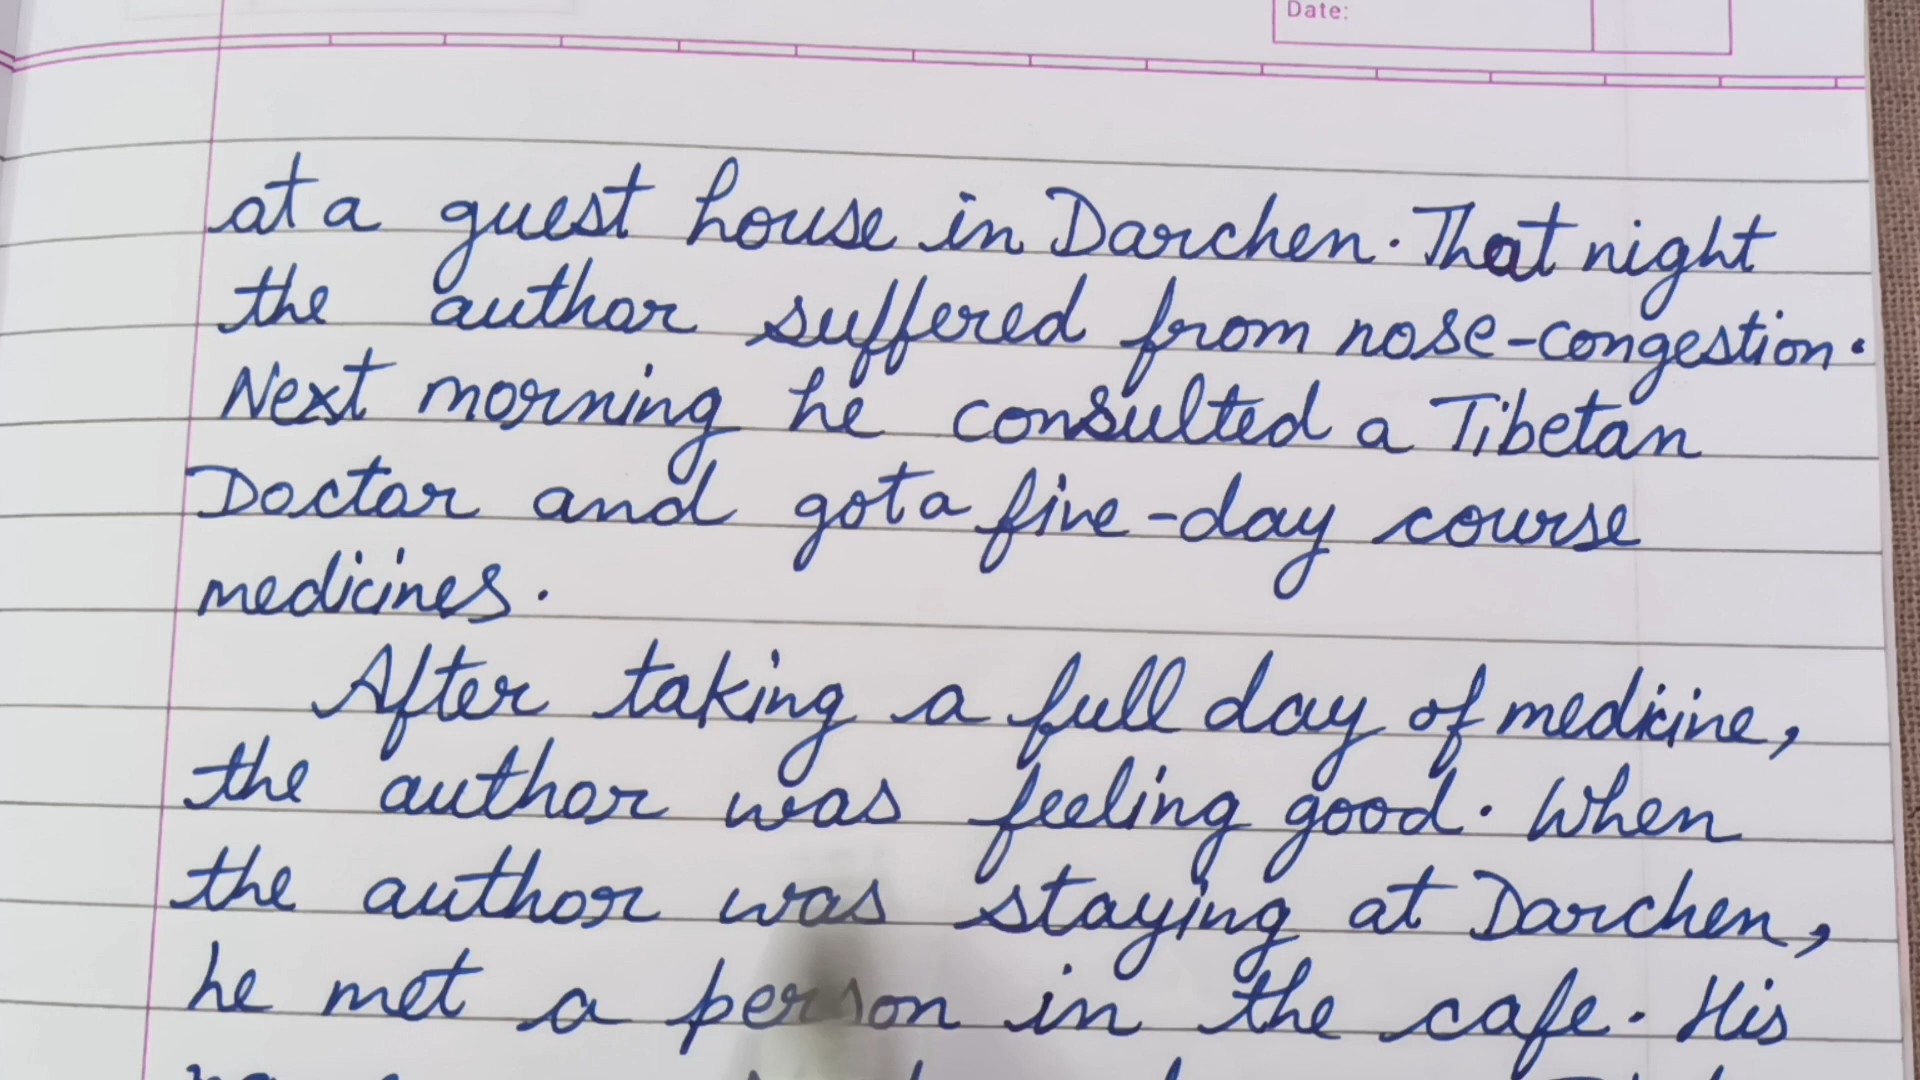 Date:
at a guest house in Darchen. That night
the author suffered from nose-congestion.
Next morning he consulted a Tibetan
Doctor and got a five-day course
medicines.
After taking a full day of medicine,
the author was feeling good. When
the author was staying at Darchen,
he met a person in the cafe. His